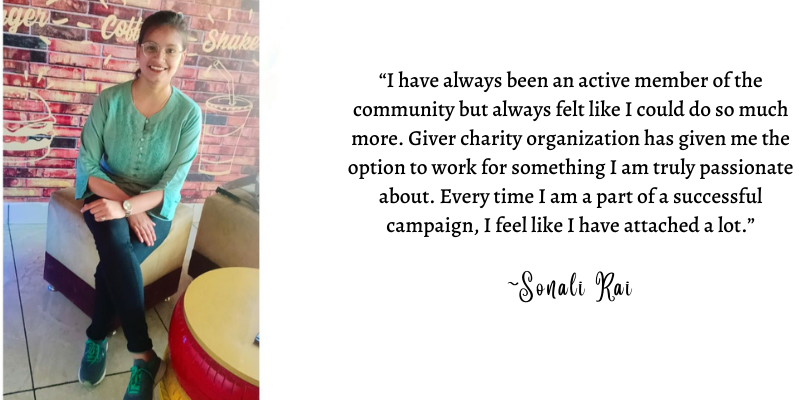 Coff
Shake
“I have always been an active member of the
community but always felt like I could do so much
more. Giver charity organization has given me the
option to work for something I am truly passionate
about. Every time I am a part of a successful
campaign, I feel like I have attached a lot.”
~Sonali Rai